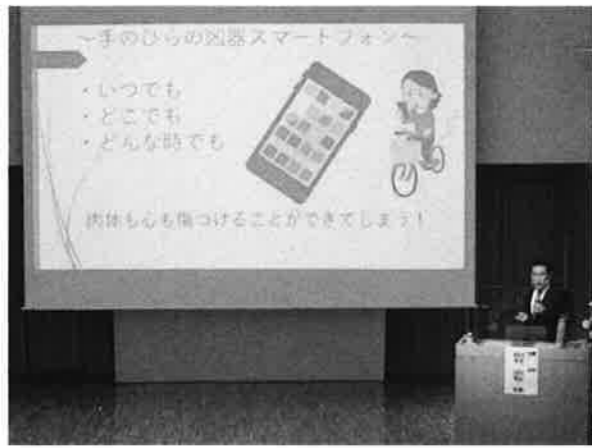 ～手のひらの凶器スマートフォン～
・いつでも
・どこでも
・どんな時でも
肉体も心も傷つけることができてしまう！